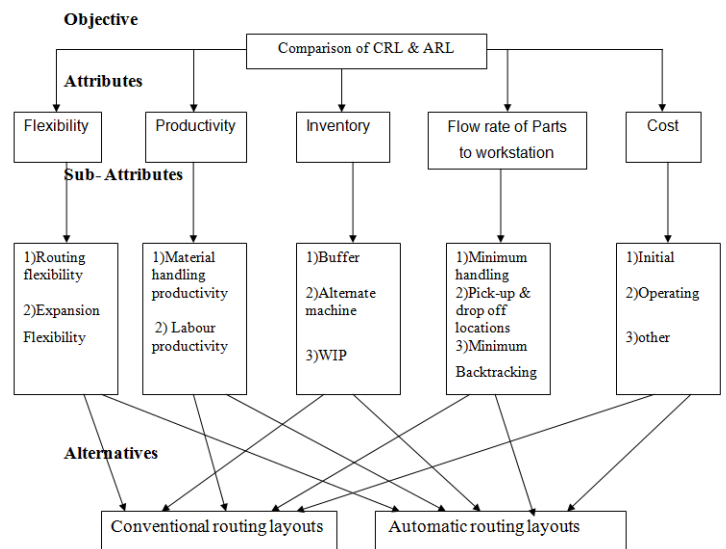 Objective
Comparison of CRL & ARL
Attributes
Flexibility
Productivity
Inventory
Flow rate of Parts
to workstation
Cost
Sub- Attributes
1)Routing
flexibility
2)Expansion
Flexibility
1)Material
handling
productivity
2) Labour
productivity
1)Buffer
2)Alternate
machine
3)WIP
1)Minimum
handling
2)Pick-up &
drop off
locations
3)Minimum
Backtracking
1)Initial
2)Operating
3)other
Alternatives
Conventional routing layouts
Automatic routing layouts